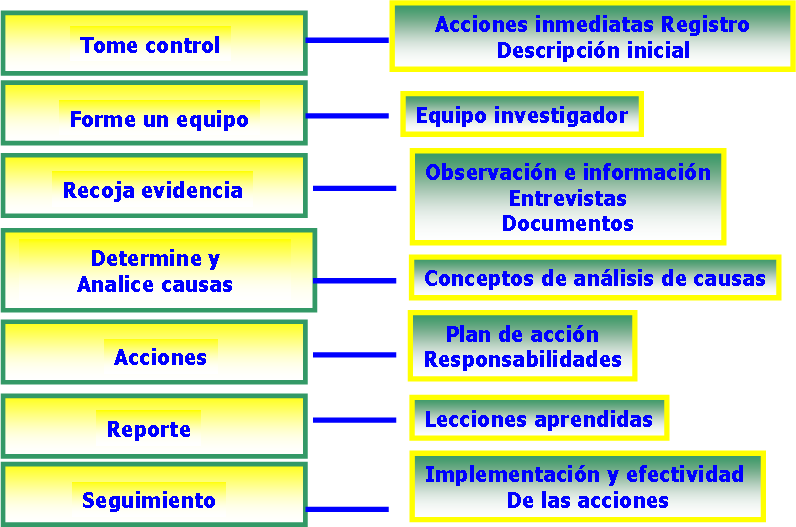 Tome control
Acciones inmediatas Registro
Descripción inicial
Forme un equipo
Equipo investigador
Recoja evidencia
Observación e información
Entrevistas
Documentos
Determine y
Analice causas
Conceptos de análisis de causas
Acciones
Plan de acción
Responsabilidades
Reporte
Lecciones aprendidas
Seguimiento
Implementación y efectividad
De las acciones